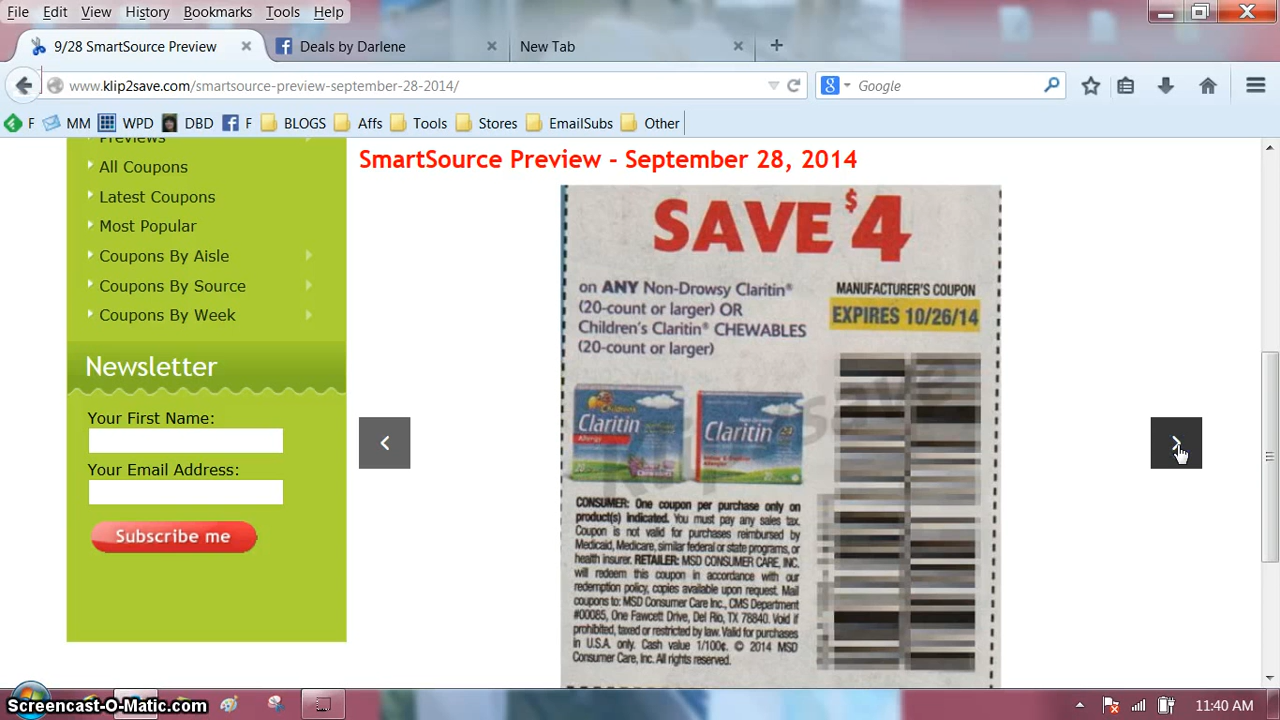 File Edit View History Bookmarks Tools Help
9/28 SmartSource Preview
Deals by Darlene
New Tab
www.klip2save.com/smartsource-preview-september-28-2014/
Google
F MM WPD DBD F BLOGS Affs Tools Stores EmailSubs Other
Previews
All Coupons
Latest Coupons
Most Popular
Coupons By Aisle
Coupons By Source
Coupons By Week
Newsletter
Your First Name:
Your Email Address:
Subscribe me
SmartSource Preview - September 28, 2014
SAVE $4
on ANY Non-Drowsy Claritin®
(20-count or larger) OR
Children's Claritin® CHEWABLES
(20-count or larger)
MANUFACTURER'S COUPON
EXPIRES 10/26/14
Claritin
Claritin
CONSUMER: One coupon per purchase only on
product(s) indicated. You must pay any sales tax.
Coupon is not valid for purchases reimbursed by
Medicaid, Medicare, similar federal or state programs, or
health insurer. RETAILER: MSD CONSUMER CARE, INC.
will redeem this coupon in accordance with our
redemption policy, copies available upon request. Mail
coupons to: MSD Consumer Care Inc., CMS Department
#00085, One Fawcett Drive, Del Rio, TX 78840. Void if
prohibited, taxed or restricted by law. Valid for purchases
in U.S.A. only. Cash value 1/100¢. © 2014 MSD
Consumer Care, Inc. All rights reserved.
Screencast-O-Matic.com
11:40 AM